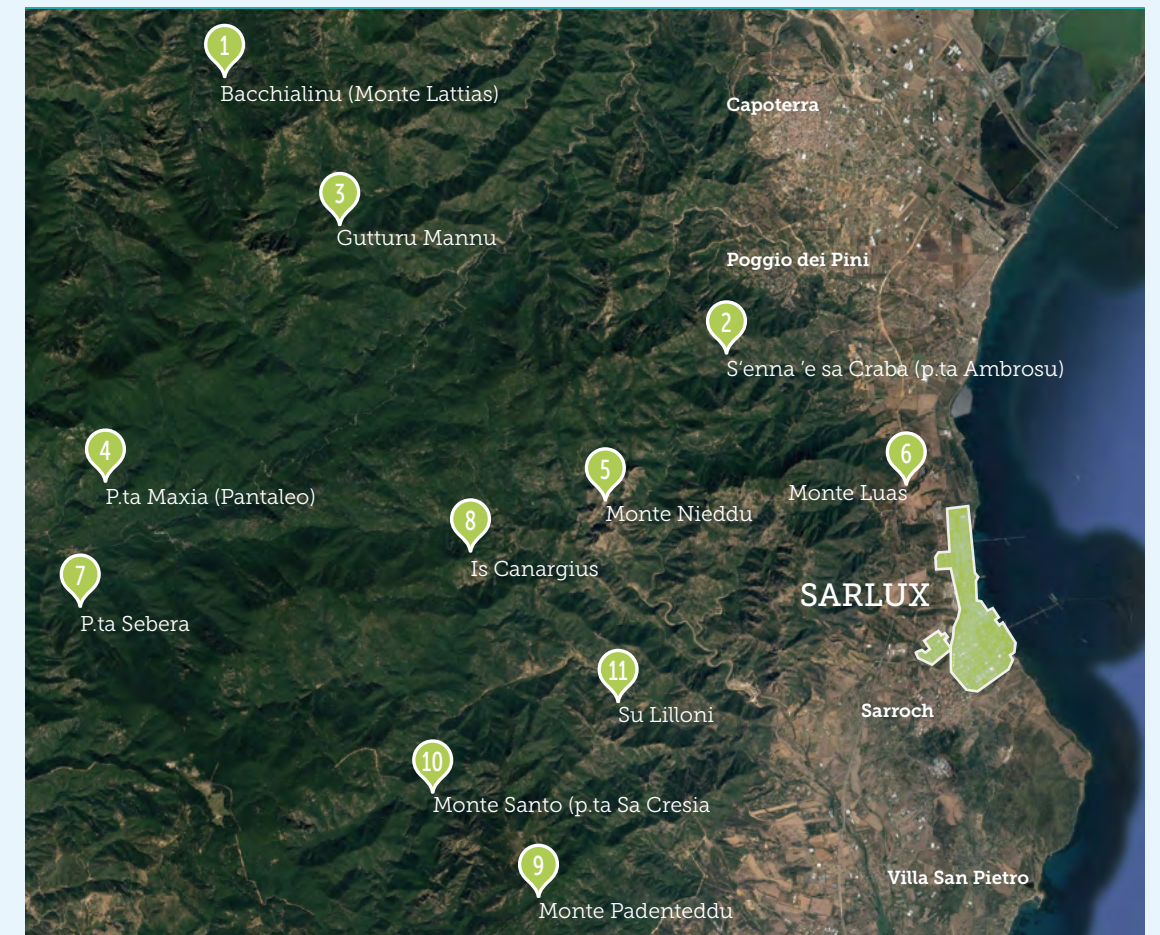 1
Bacchialinu (Monte Lattias)
Capoterra
3
Gutturu Mannu
Poggio dei Pini
2
S'enna 'e sa Craba (p.ta Ambrosu)
4
P.ta Maxia (Pantaleo)
5
Monte Nieddu
6
Monte Luas
8
Is Canargius
7
P.ta Sebera
SARLUX
11
Su Lilloni
Sarroch
10
Monte Santo (p.ta Sa Cresia
9
Monte Padenteddu
Villa San Pietro